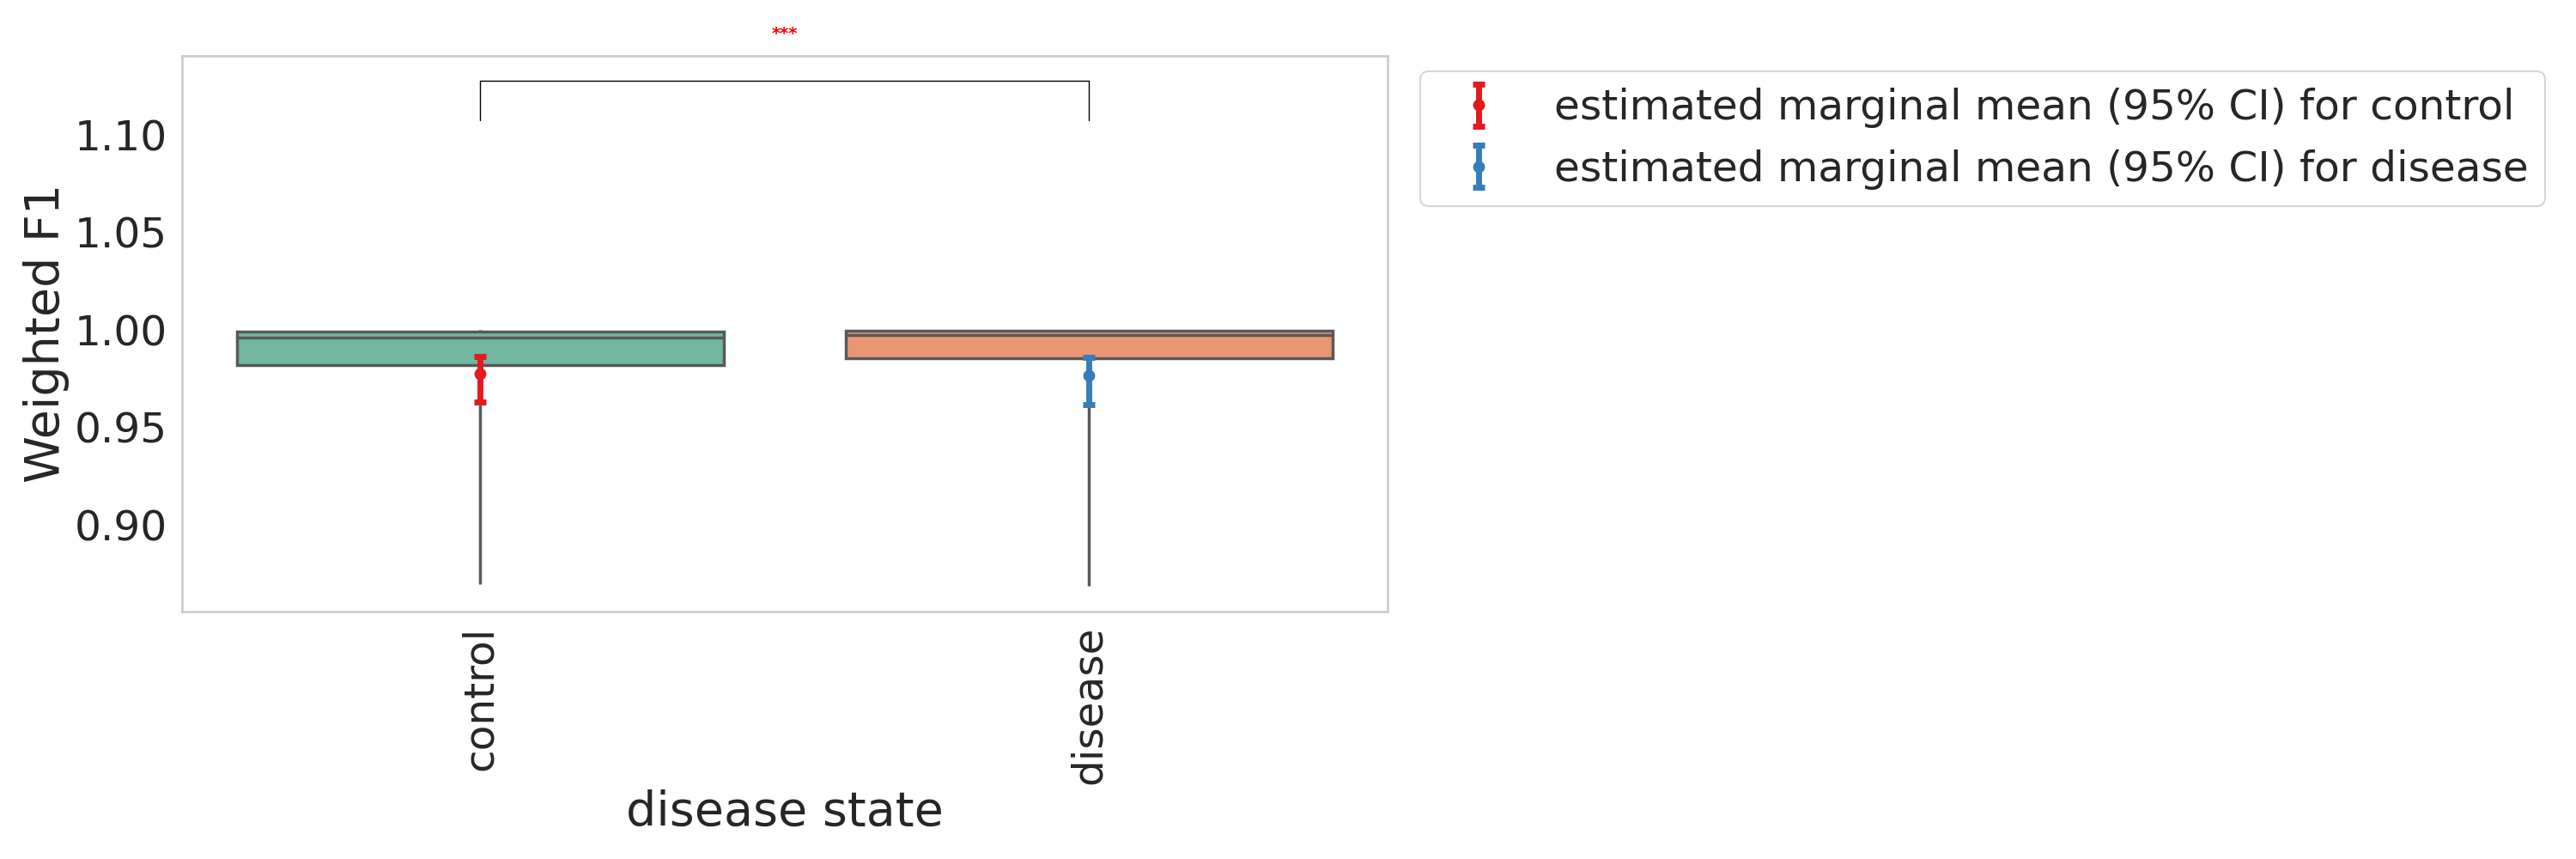 ***
estimated marginal mean (95% CI) for control
estimated marginal mean (95% CI) for disease
Weighted F1
1.10
1.05
1.00
0.95
0.90
control
disease
disease state